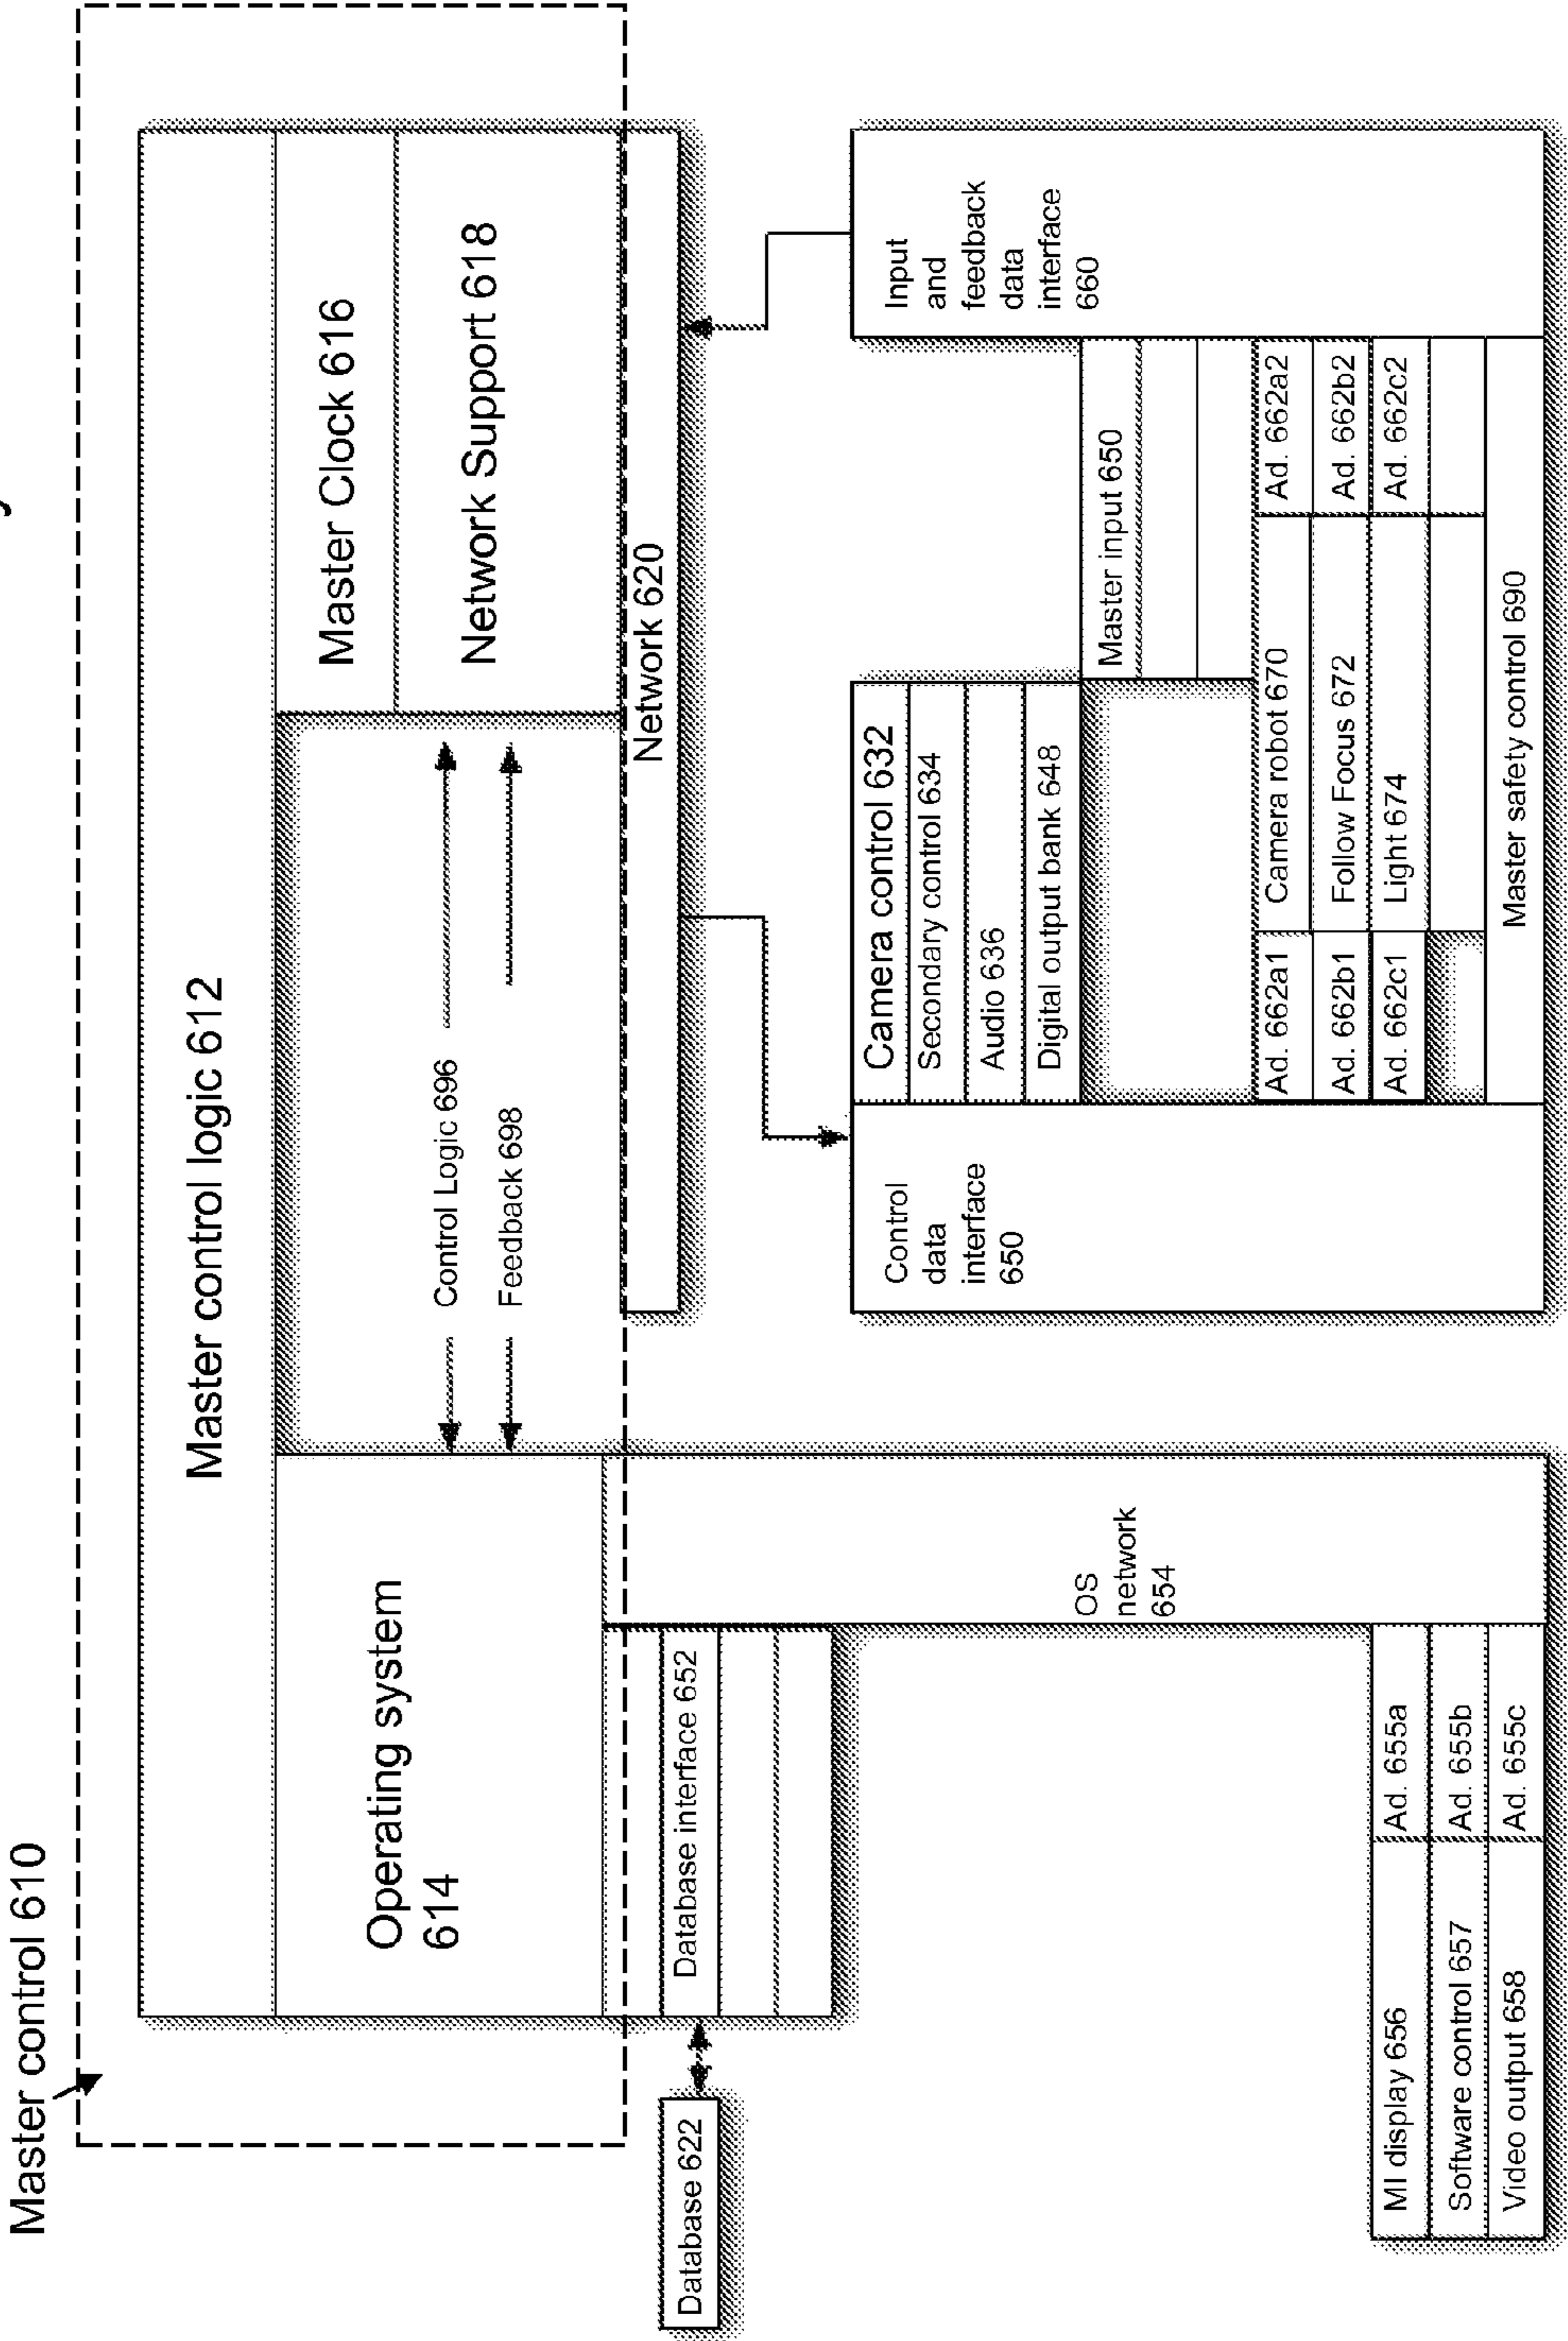 Master control 610
Master control logic 612
Operating system
614
Control Logic 696
Feedback 698
Master Clock 616
Network Support 618
Network 620
Database 622
Database interface 652
OS
network
654
MI display 656
Ad. 655a
Software control 657
Ad. 655b
Video output 658
Ad. 655c
Control
data
interface
650
Camera control 632
Secondary control 634
Audio 636
Digital output bank 648
Master input 650
Input
and
feedback
data
interface
660
Ad. 662a1
Camera robot 670
Ad. 662a2
Ad. 662b1
Follow Focus 672
Ad. 662b2
Ad. 662c1
Light 674
Ad. 662c2
Master safety control 690